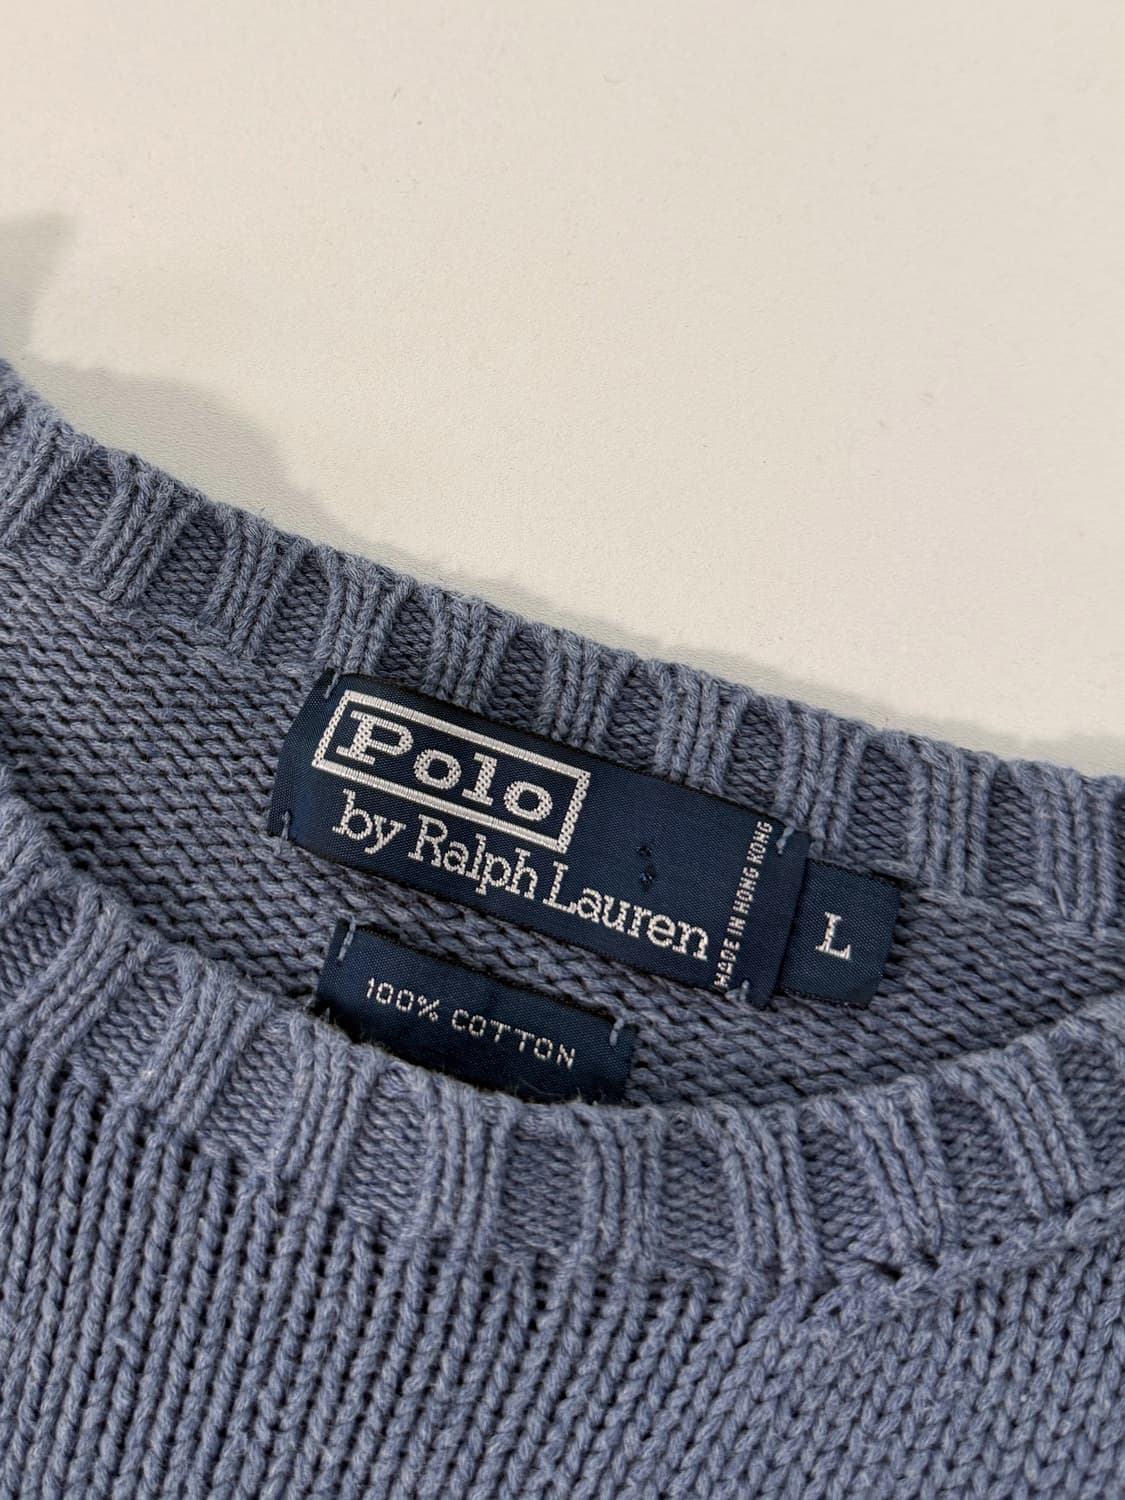 Polo
by Ralph Lauren
MADE IN HONG KONG
L
100% COTTON